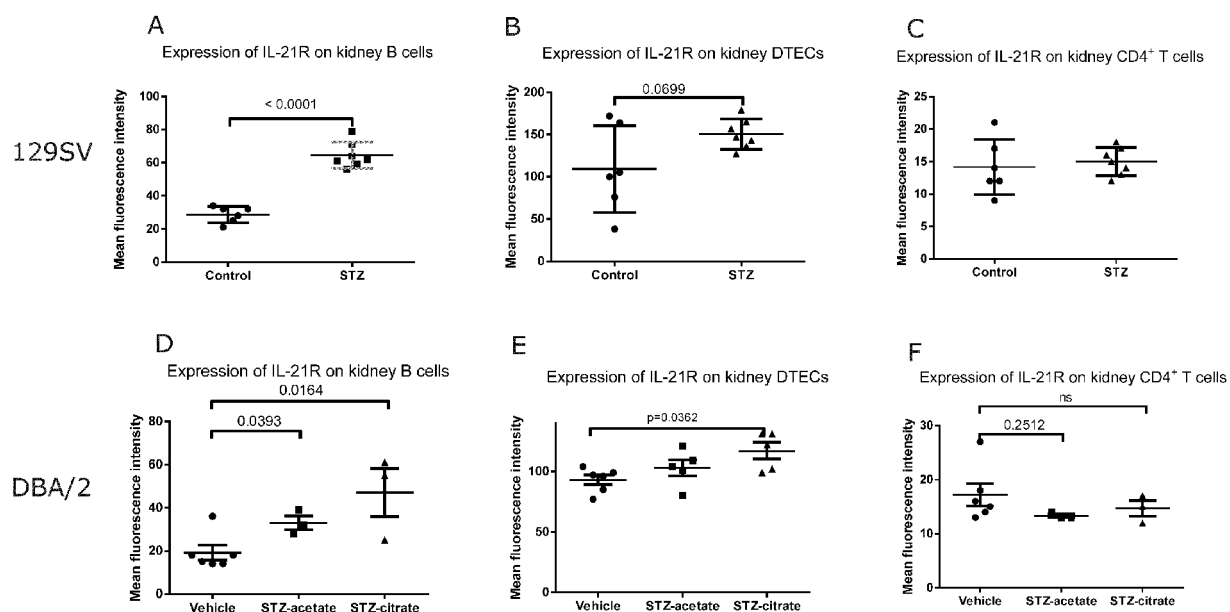 A
Expression of IL-21R on kidney B cells
Mean fluorescence intensity
100
80
60
40
20
0
< 0.0001
Control
STZ
B
Expression of IL-21R on kidney DTECs
Mean fluorescence intensity
200
150
100
50
0
0.0699
Control
STZ
C
Expression of IL-21R on kidney CD4⁺ T cells
Mean fluorescence intensity
25
20
15
10
5
0
Control
STZ
129SV
D
Expression of IL-21R on kidney B cells
Mean fluorescence intensity
80
60
40
20
0
0.0164
0.0393
Vehicle
STZ-acetate
STZ-citrate
E
Expression of IL-21R on kidney DTECs
Mean fluorescence intensity
100
50
0
p=0.0362
Vehicle
STZ-acetate
STZ-citrate
F
Expression of IL-21R on kidney CD4⁺ T cells
Mean fluorescence intensity
30
20
10
0
ns
0.2512
Vehicle
STZ-acetate
STZ-citrate
DBA/2